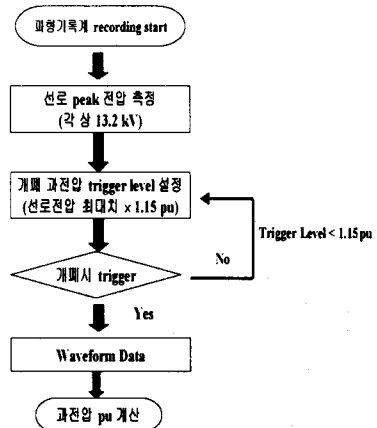 파형기록계 recording start
선로 peak 전압 측정
(각 상 13.2 kV)
개폐 과전압 trigger level 설정
(선로전압 최대치 x 1.15 pu)
Trigger Level < 1.15 pu
No
개폐시 trigger
Yes
Waveform Data
과전압 pu 계산